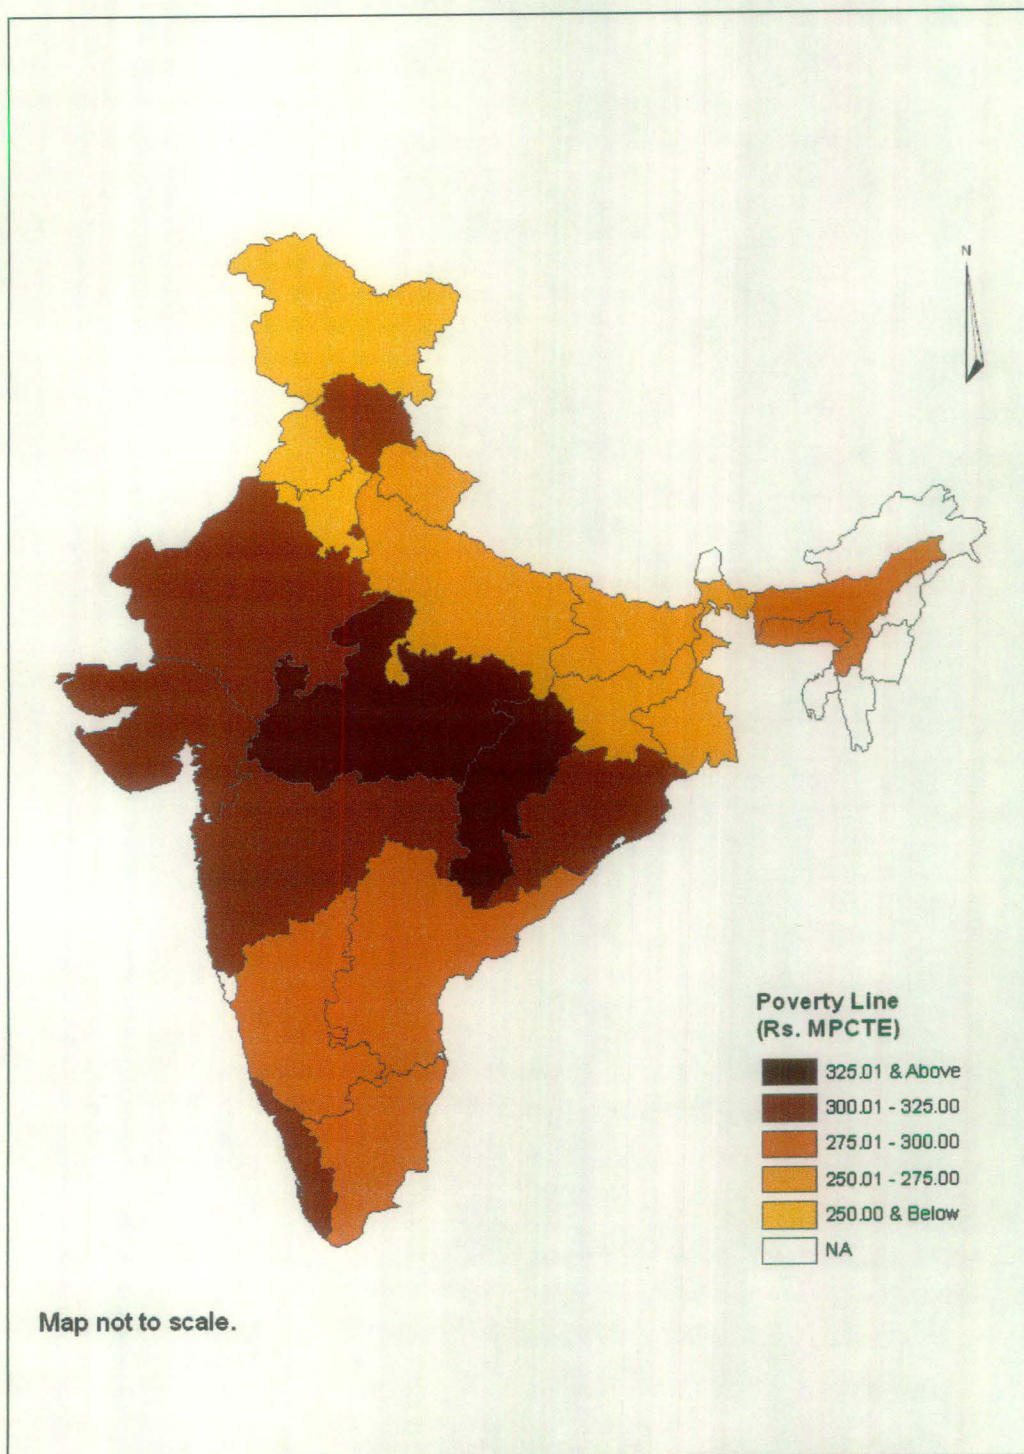 N
Poverty Line
(Rs. MPCTE)
325.01 & Above
300.01 - 325.00
275.01 - 300.00
250.01 - 275.00
250.00 & Below
NA
Map not to scale.